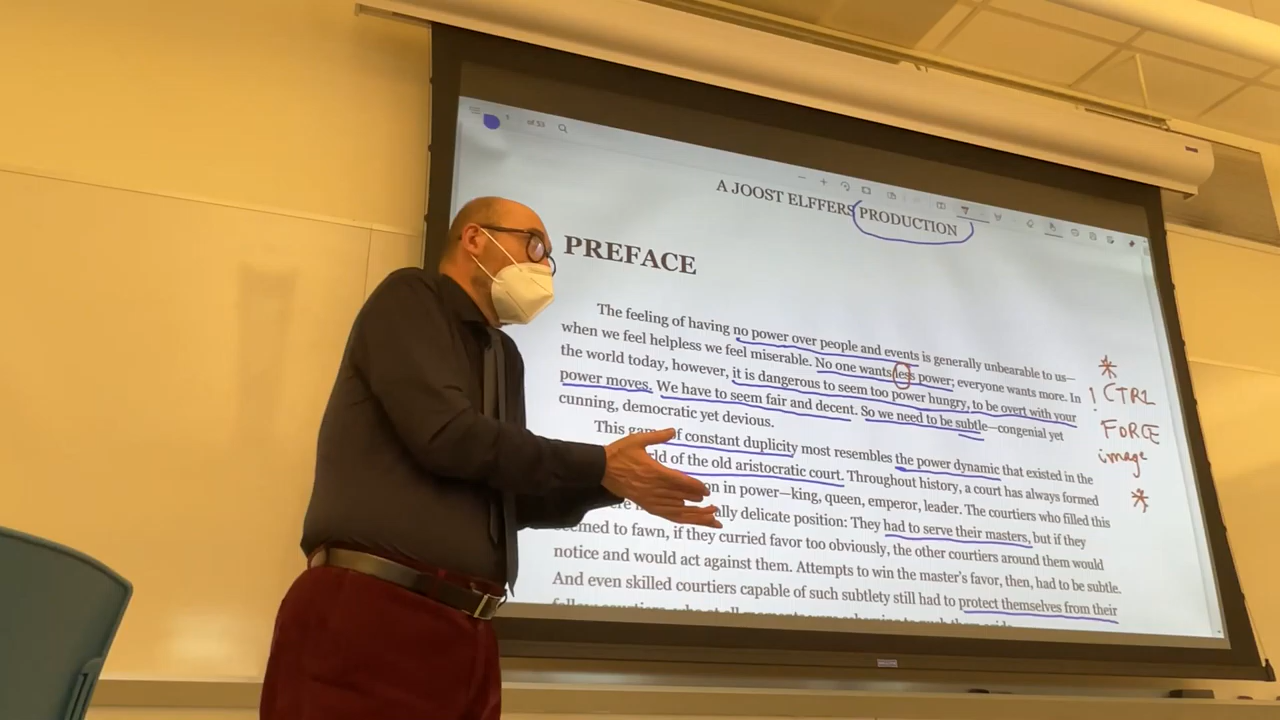 1 of 53
A JOOST ELFFERS PRODUCTION
PREFACE
The feeling of having no power over people and events is generally unbearable to us—
when we feel helpless we feel miserable. No one wants less power; everyone wants more. In
the world today, however, it is dangerous to seem too power hungry, to be overt with your
power moves. We have to seem fair and decent. So we need to be subtle—congenial yet
cunning, democratic yet devious.
This of constant duplicity most resembles the power dynamic that existed in the
of the old aristocratic court. Throughout history, a court has always formed
in power—king, queen, emperor, leader. The courtiers who filled this
delicate position: They had to serve their masters, but if they
to fawn, if they curried favor too obviously, the other courtiers around them would
notice and would act against them. Attempts to win the master's favor, then, had to be subtle.
And even skilled courtiers capable of such subtlety still had to protect themselves from their
*
! CTRL
FORCE
image
*